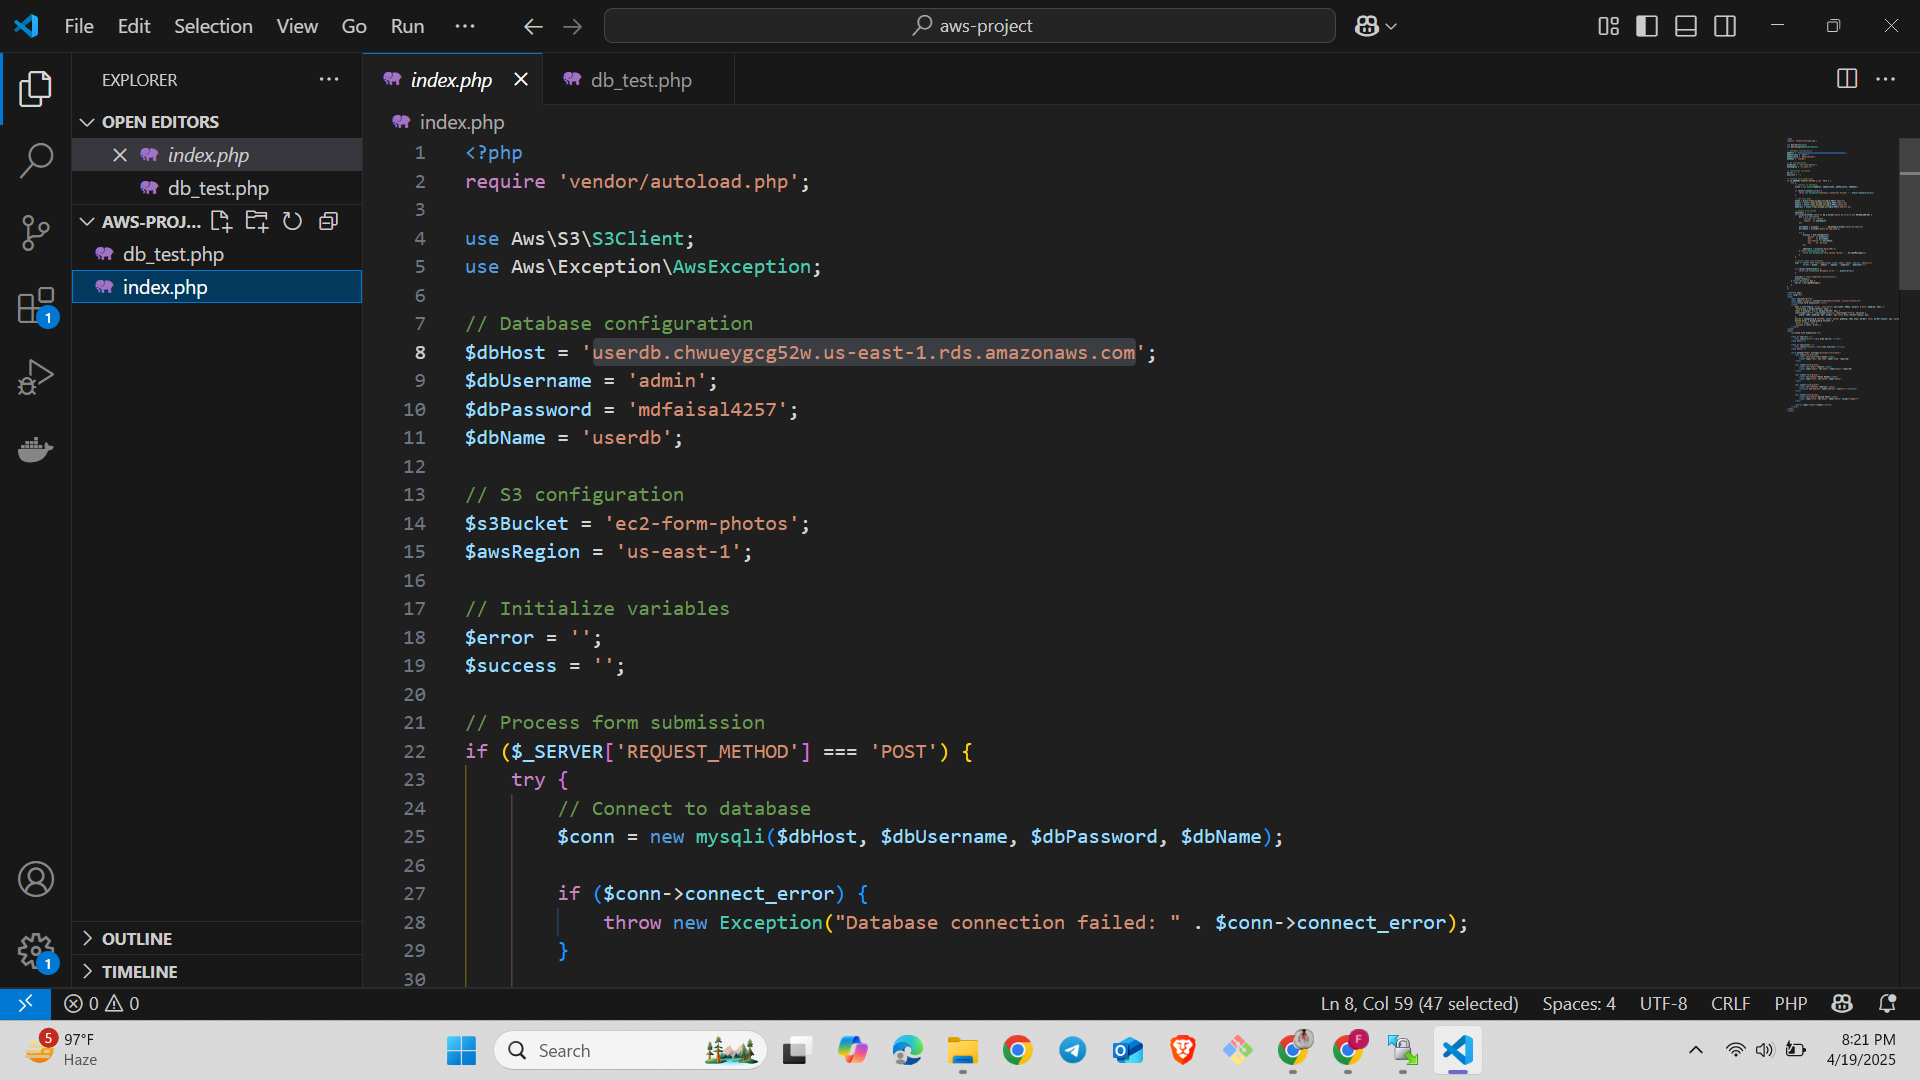 File Edit Selection View Go Run ···
aws-project
EXPLORER
OPEN EDITORS
index.php
db_test.php
AWS-PROJ...
db_test.php
index.php
OUTLINE
TIMELINE
index.php
db_test.php
index.php
1 <?php
2 require 'vendor/autoload.php';
3
4 use Aws\S3\S3Client;
5 use Aws\Exception\AwsException;
6
7 // Database configuration
8 $dbHost = 'userdb.chwueygcg52w.us-east-1.rds.amazonaws.com';
9 $dbUsername = 'admin';
10 $dbPassword = 'mdfaisal4257';
11 $dbName = 'userdb';
12
13 // S3 configuration
14 $s3Bucket = 'ec2-form-photos';
15 $awsRegion = 'us-east-1';
16
17 // Initialize variables
18 $error = '';
19 $success = '';
20
21 // Process form submission
22 if ($_SERVER['REQUEST_METHOD'] === 'POST') {
23 try {
24 // Connect to database
25 $conn = new mysqli($dbHost, $dbUsername, $dbPassword, $dbName);
26
27 if ($conn->connect_error) {
28 throw new Exception("Database connection failed: " . $conn->connect_error);
29 }
30
1
1
0 0
Ln 8, Col 59 (47 selected) Spaces: 4 UTF-8 CRLF PHP
5
97°F
Haze
Search
F
8:21 PM
4/19/2025